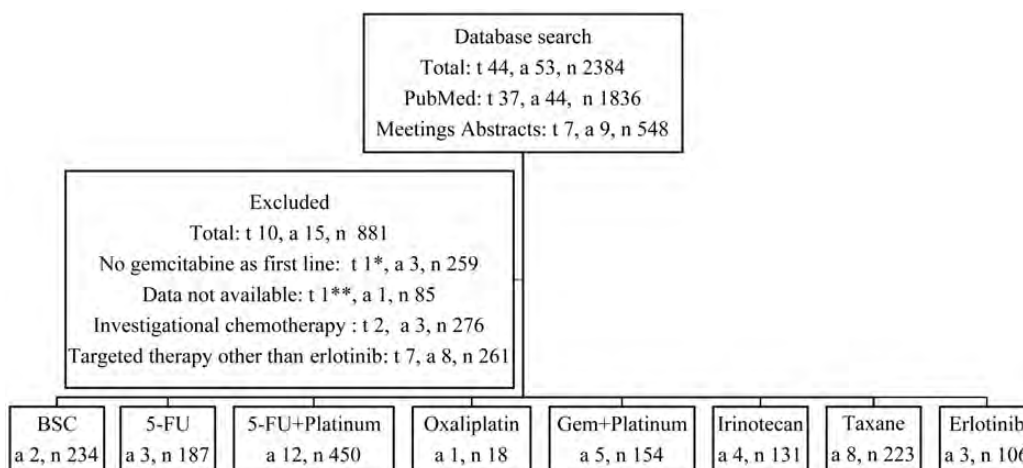 Database search
Total: t 44, a 53, n 2384
PubMed: t 37, a 44, n 1836
Meetings Abstracts: t 7, a 9, n 548
Excluded
Total: t 10, a 15, n 881
No gemcitabine as first line: t 1*, a 3, n 259
Data not available: t 1**, a 1, n 85
Investigational chemotherapy : t 2, a 3, n 276
Targeted therapy other than erlotinib: t 7, a 8, n 261
BSC
a 2, n 234
5-FU
a 3, n 187
5-FU+Platinum
a 12, n 450
Oxaliplatin
a 1, n 18
Gem+Platinum
a 5, n 154
Irinotecan
a 4, n 131
Taxane
a 8, n 223
Erlotinib
a 3, n 106